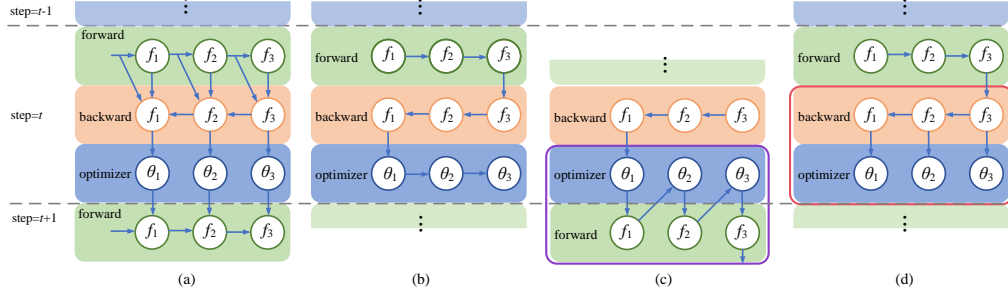 step=t-1
step=t
step=t+1
forward
f1 f2 f3
backward
f1 f2 f3
optimizer
θ1 θ2 θ3
forward
f1 f2 f3
(a)
forward
f1 f2 f3
backward
f1 f2 f3
optimizer
θ1 θ2 θ3
(b)
backward
f1 f2 f3
optimizer
θ1 θ2 θ3
forward
f1 f2 f3
(c)
forward
f1 f2 f3
backward
f1 f2 f3
optimizer
θ1 θ2 θ3
(d)